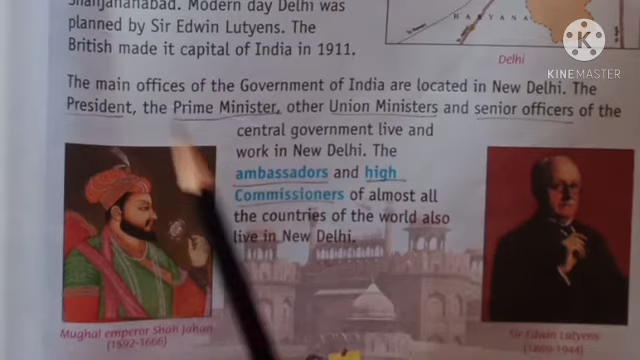 Shahjahanabad. Modern day Delhi was
planned by Sir Edwin Lutyens. The
British made it capital of India in 1911.
HARYANA
Delhi
KINEMASTER
The main offices of the Government of India are located in New Delhi. The
President, the Prime Minister, other Union Ministers and senior officers of the
central government live and
work in New Delhi. The
ambassadors and high
Commissioners of almost all
the countries of the world also
live in New Delhi.
Mughal emperor Shah Jahan
(1592-1666)
Sir Edwin Lutyens
(1869-1944)